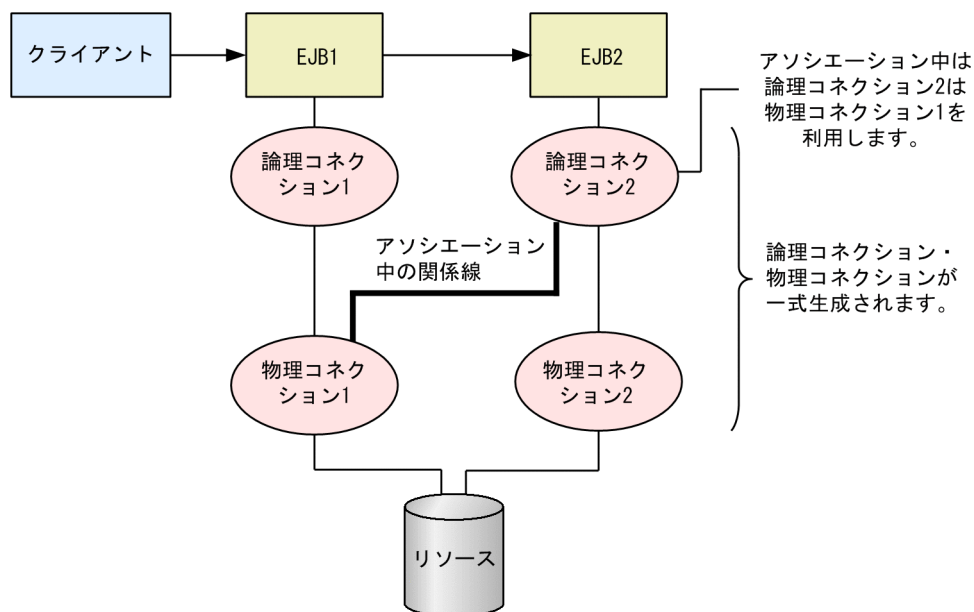 クライアント
EJB1
EJB2
アソシエーション中は
論理コネクション2は
物理コネクション1を
利用します。
論理コネク
ション1
論理コネク
ション2
アソシエーション
中の関係線
論理コネクション・
物理コネクションが
一式生成されます。
物理コネク
ション1
物理コネク
ション2
リソース